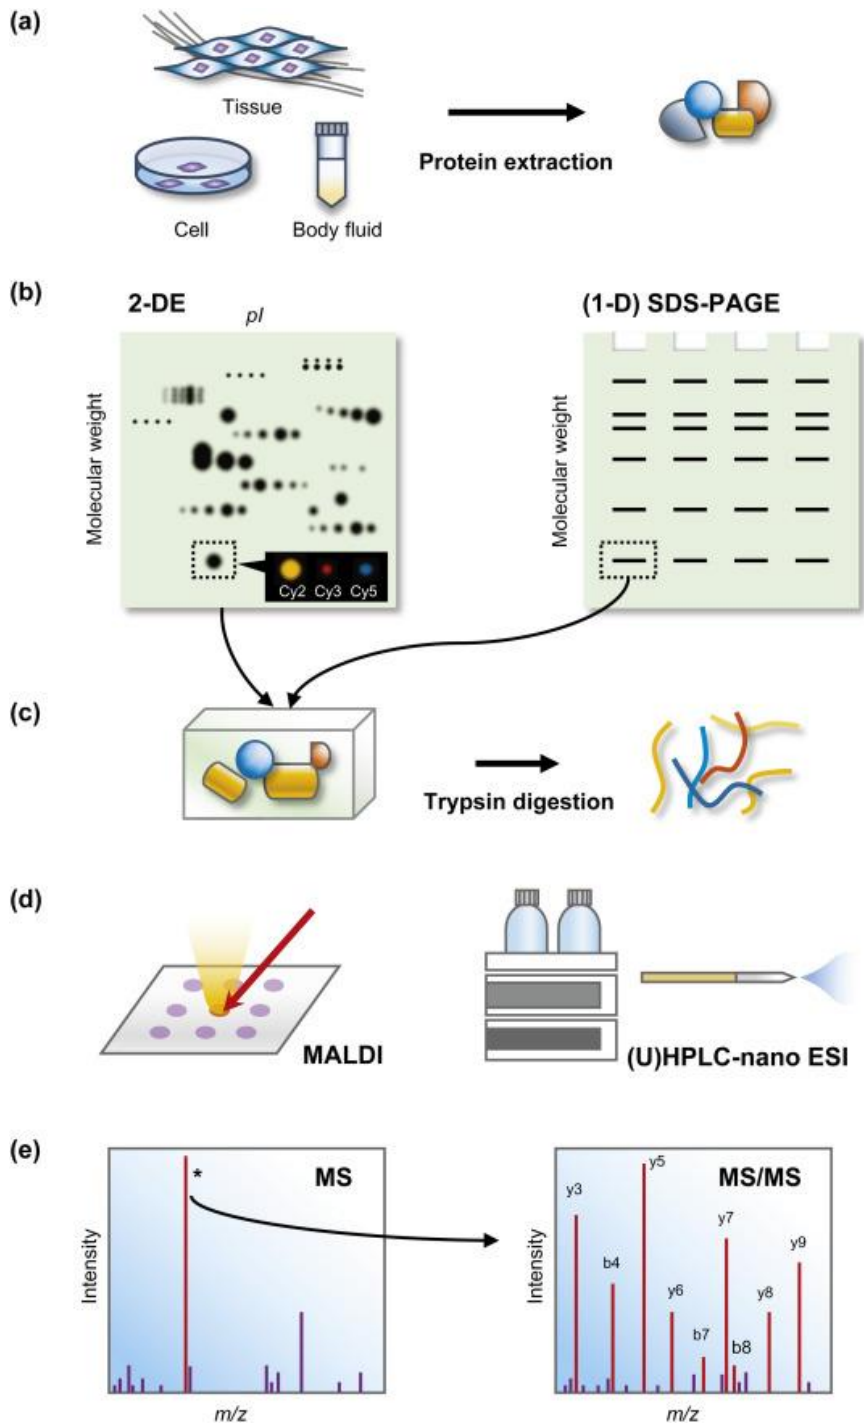 (a)
Tissue
Protein extraction
Cell
Body fluid
(b)
2-DE
pI
(1-D) SDS-PAGE
Molecular weight
Molecular weight
Cy2 Cy3 Cy5
(c)
Trypsin digestion
(d)
MALDI
(U)HPLC-nano ESI
(e)
MS
*
Intensity
m/z
MS/MS
y5
y3
y7
y9
b4
y6
y8
b7
b8
Intensity
m/z